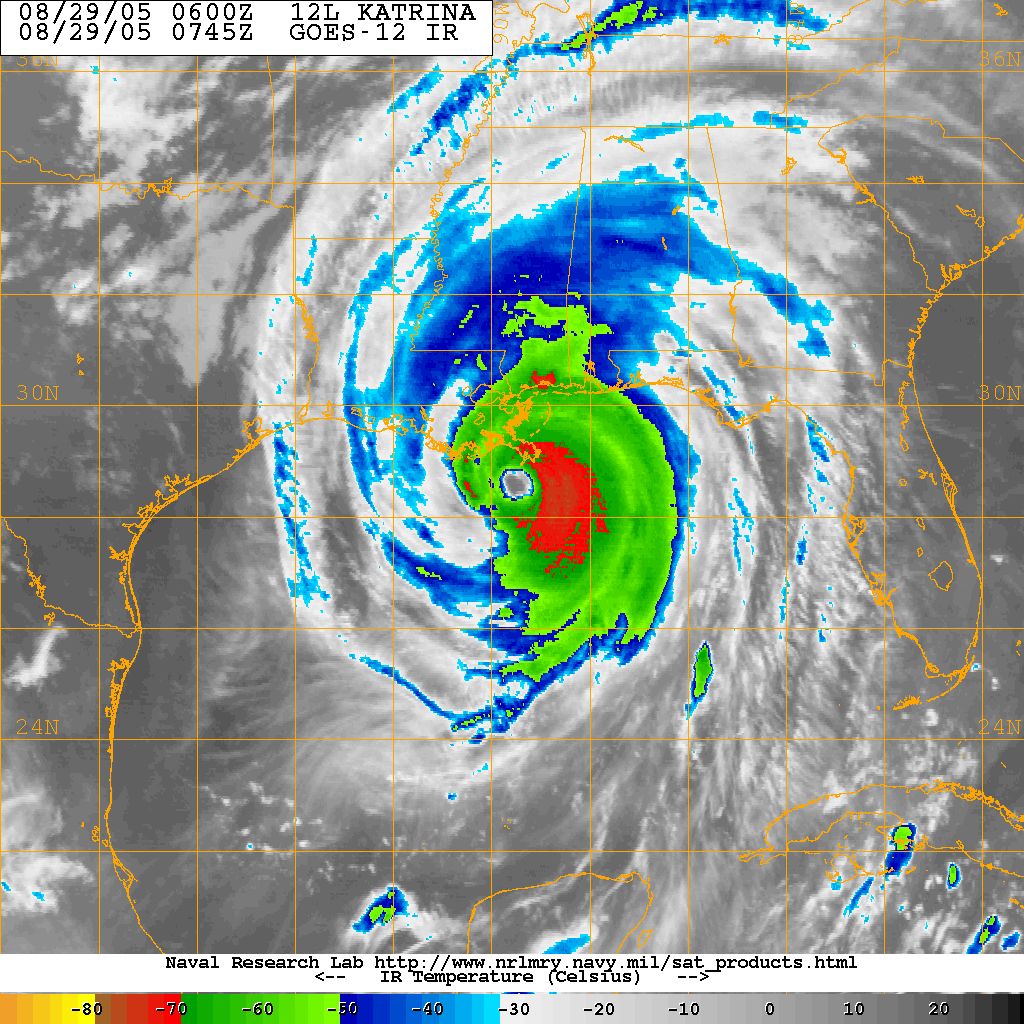 08/29/05 0600Z 12L KATRINA
08/29/05 0745Z GOES-12 IR
90W
36N
36N
30N
30N
24N
24N
Naval Research Lab http://www.nrlmry.navy.mil/sat_products.html
<-- IR Temperature (Celsius) -->
-80 -70 -60 -50 -40 -30 -20 -10 0 10 20